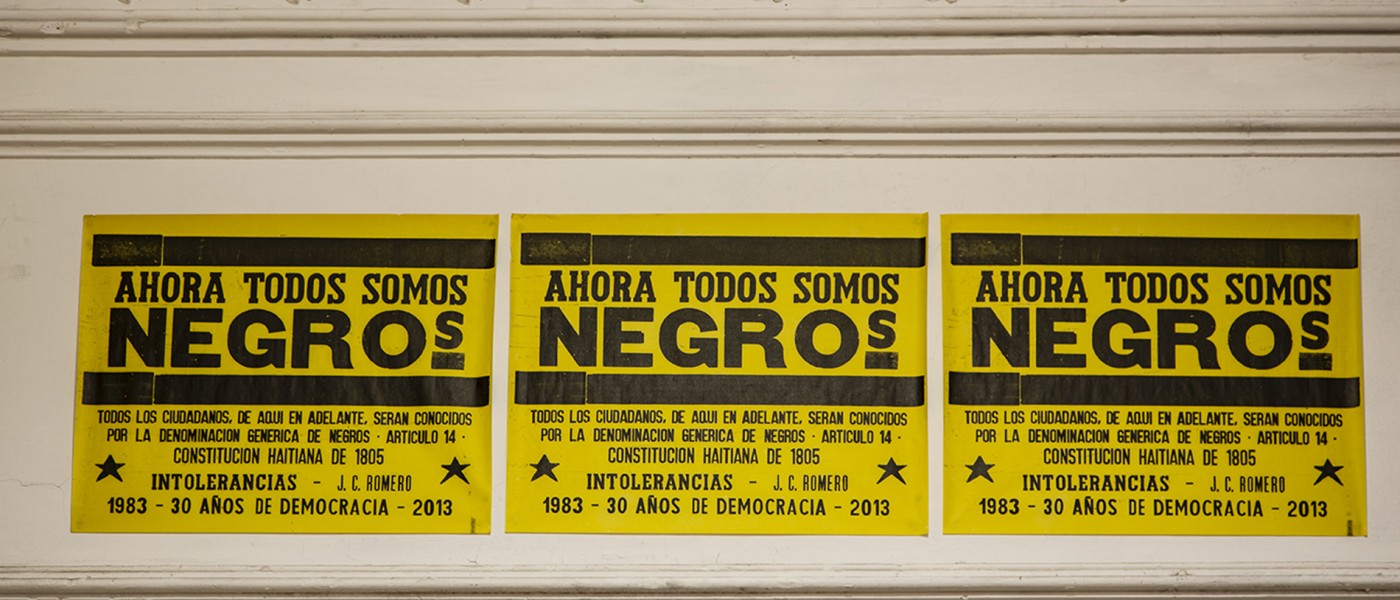 AHORA TODOS SOMOS
NEGROS
TODOS LOS CIUDADANOS, DE AQUI EN ADELANTE, SERAN CONOCIDOS
POR LA DENOMINACION GENERICA DE NEGROS · ARTICULO 14 ·
CONSTITUCION HAITIANA DE 1805
INTOLERANCIAS - J. C. ROMERO
1983 - 30 AÑOS DE DEMOCRACIA - 2013
AHORA TODOS SOMOS
NEGROS
TODOS LOS CIUDADANOS, DE AQUI EN ADELANTE, SERAN CONOCIDOS
POR LA DENOMINACION GENERICA DE NEGROS · ARTICULO 14 ·
CONSTITUCION HAITIANA DE 1805
INTOLERANCIAS - J. C. ROMERO
1983 - 30 AÑOS DE DEMOCRACIA - 2013
AHORA TODOS SOMOS
NEGROS
TODOS LOS CIUDADANOS, DE AQUI EN ADELANTE, SERAN CONOCIDOS
POR LA DENOMINACION GENERICA DE NEGROS · ARTICULO 14 ·
CONSTITUCION HAITIANA DE 1805
INTOLERANCIAS - J. C. ROMERO
1983 - 30 AÑOS DE DEMOCRACIA - 2013